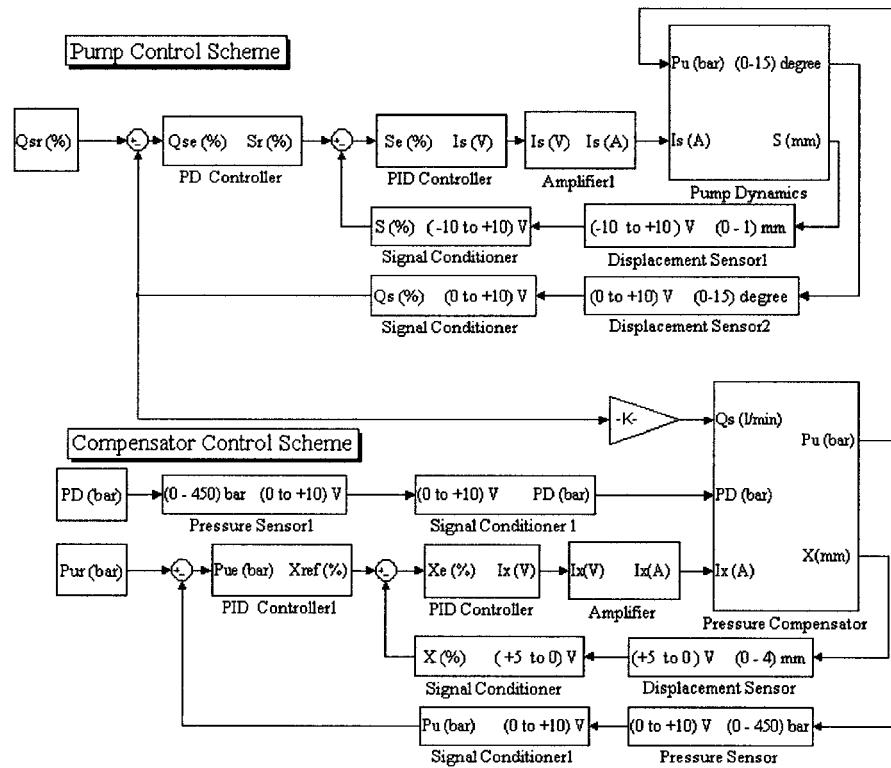 Pump Control Scheme
Pu (bar) (0-15) degree
Is (A) S (mm)
Pump Dynamics
Qsr (%)
+-
Qse (%) Sr (%)
PD Controller
+-
Se (%) Is (V)
PID Controller
Is (V) Is (A)
Amplifier1
S (%) (-10 to +10) V
Signal Conditioner
(-10 to +10) V (0 - 1) mm
Displacement Sensor1
Qs (%) (0 to +10) V
Signal Conditioner
(0 to +10) V (0-15) degree
Displacement Sensor2
-K-
Qs (l/min)
Pu (bar)
PD (bar)
X(mm)
Ix (A)
Pressure Compensator
Compensator Control Scheme
PD (bar)
(0 - 450) bar (0 to +10) V
Pressure Sensor1
(0 to +10) V PD (bar)
Signal Conditioner 1
Pur (bar)
+-
Pue (bar) Xref (%)
PID Controller1
+-
Xe (%) Ix (V)
PID Controller
Ix(V) Ix(A)
Amplifier
X (%) ( +5 to 0) V
Signal Conditioner
(+5 to 0) V (0 - 4) mm
Displacement Sensor
Pu (bar) (0 to +10) V
Signal Conditioner1
(0 to +10) V (0 - 450) bar
Pressure Sensor